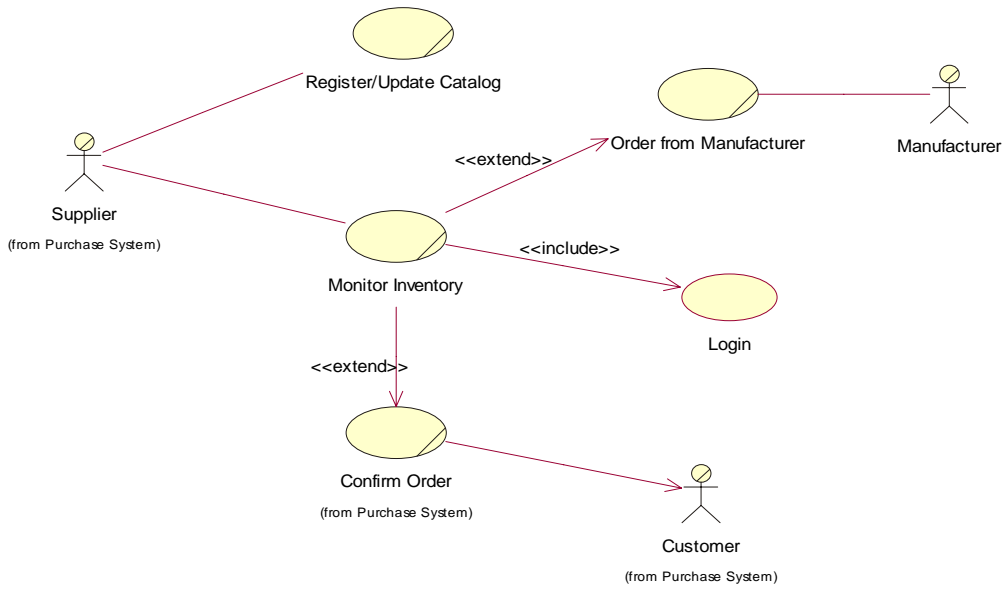 Register/Update Catalog
Order from Manufacturer
Manufacturer
<<extend>>
Supplier
(from Purchase System)
<<include>>
Monitor Inventory
Login
<<extend>>
Confirm Order
(from Purchase System)
Customer
(from Purchase System)